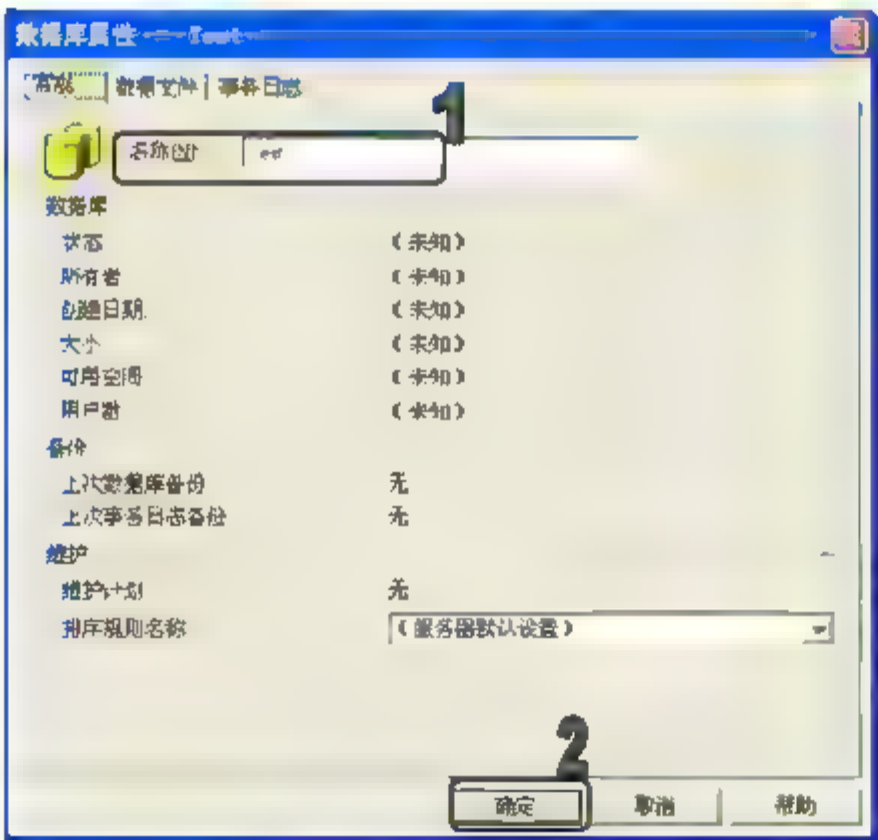 数据库属性 -- Test
常规 数据文件 事务日志
1
名称(N):
数据库
状态 (未知)
所有者 (未知)
创建日期: (未知)
大小 (未知)
可用空间 (未知)
用户数 (未知)
备份
上次数据库备份 无
上次事务日志备份 无
维护
维护计划 无
排序规则名称 (服务器默认设置)
2
确定 取消 帮助